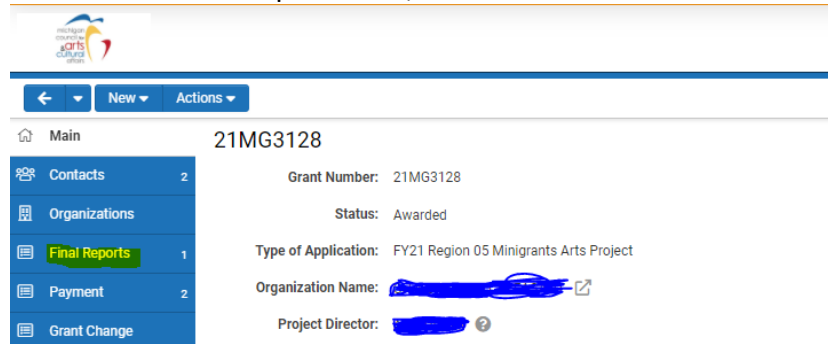 michigan
council for
&arts
cultural
affairs
New Actions
Main
21MG3128
Contacts 2
Grant Number: 21MG3128
Organizations
Status: Awarded
Final Reports 1
Type of Application: FY21 Region 05 Minigrants Arts Project
Payment 2
Organization Name:
Grant Change
Project Director: